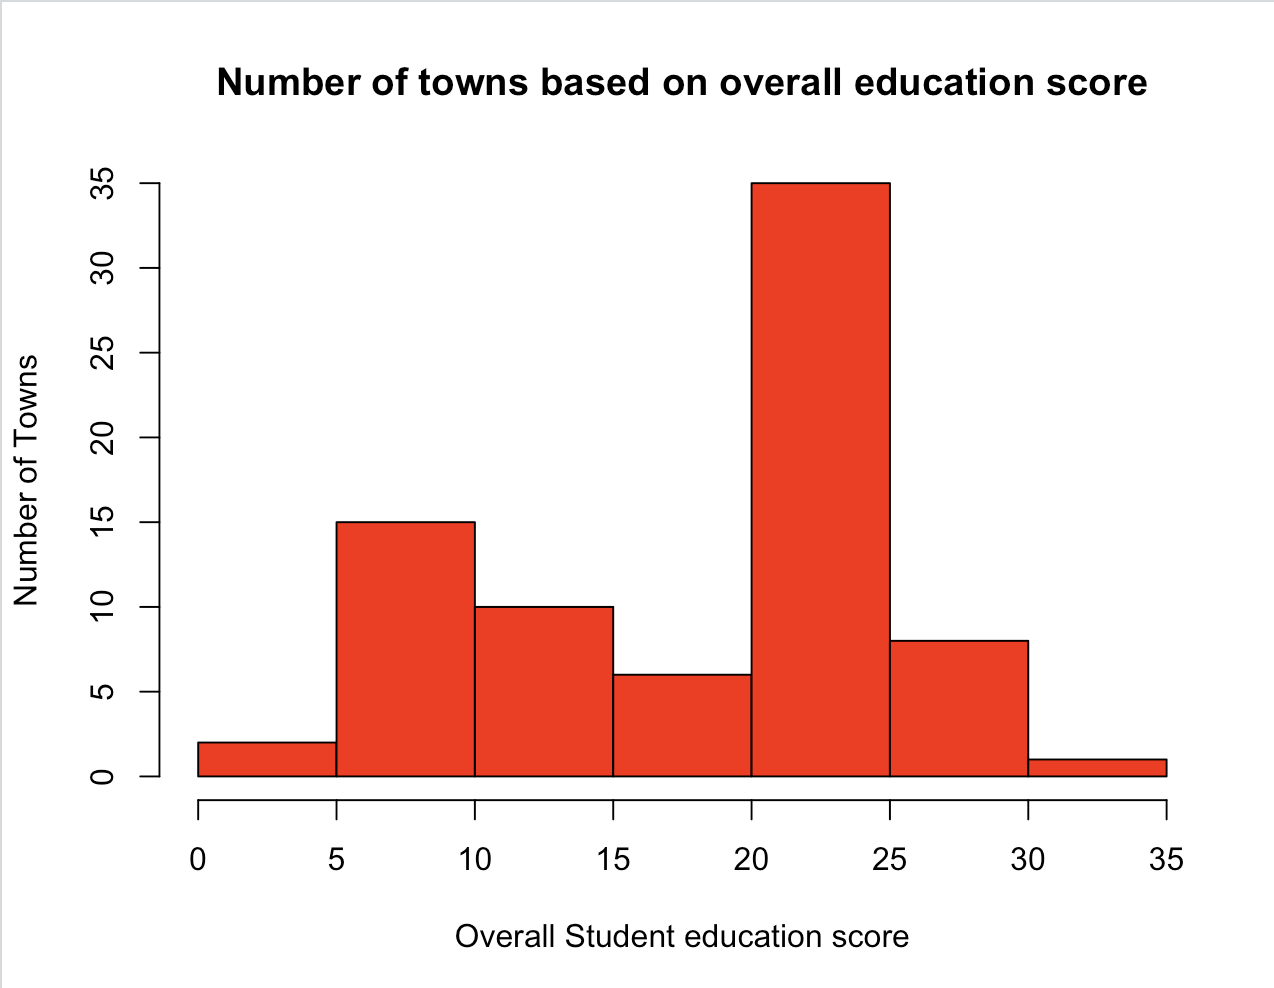 Number of towns based on overall education score
35
30
25
20
15
10
5
0
Number of Towns
0 5 10 15 20 25 30 35
Overall Student education score